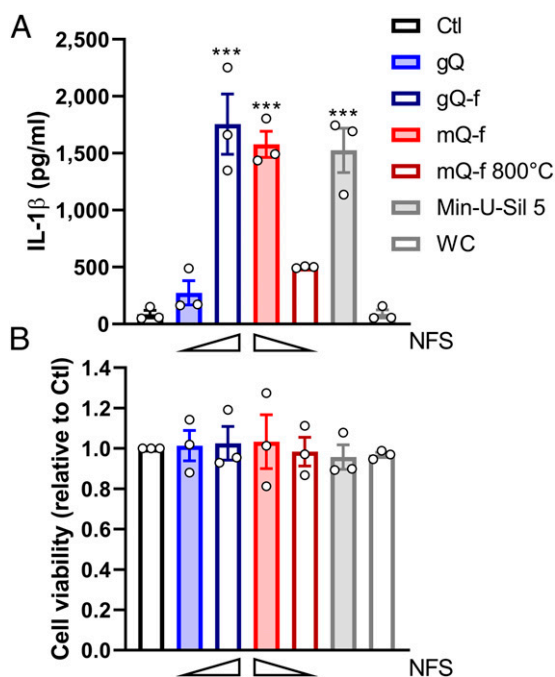 A
IL-1β (pg/ml)
2,500
2,000
1,500
1,000
500
0
***
***
***
Ctl
gQ
gQ-f
mQ-f
mQ-f 800°C
Min-U-Sil 5
WC
NFS
B
Cell viability (relative to Ctl)
1.4
1.2
1.0
0.8
0.6
0.4
0.2
0.0
NFS